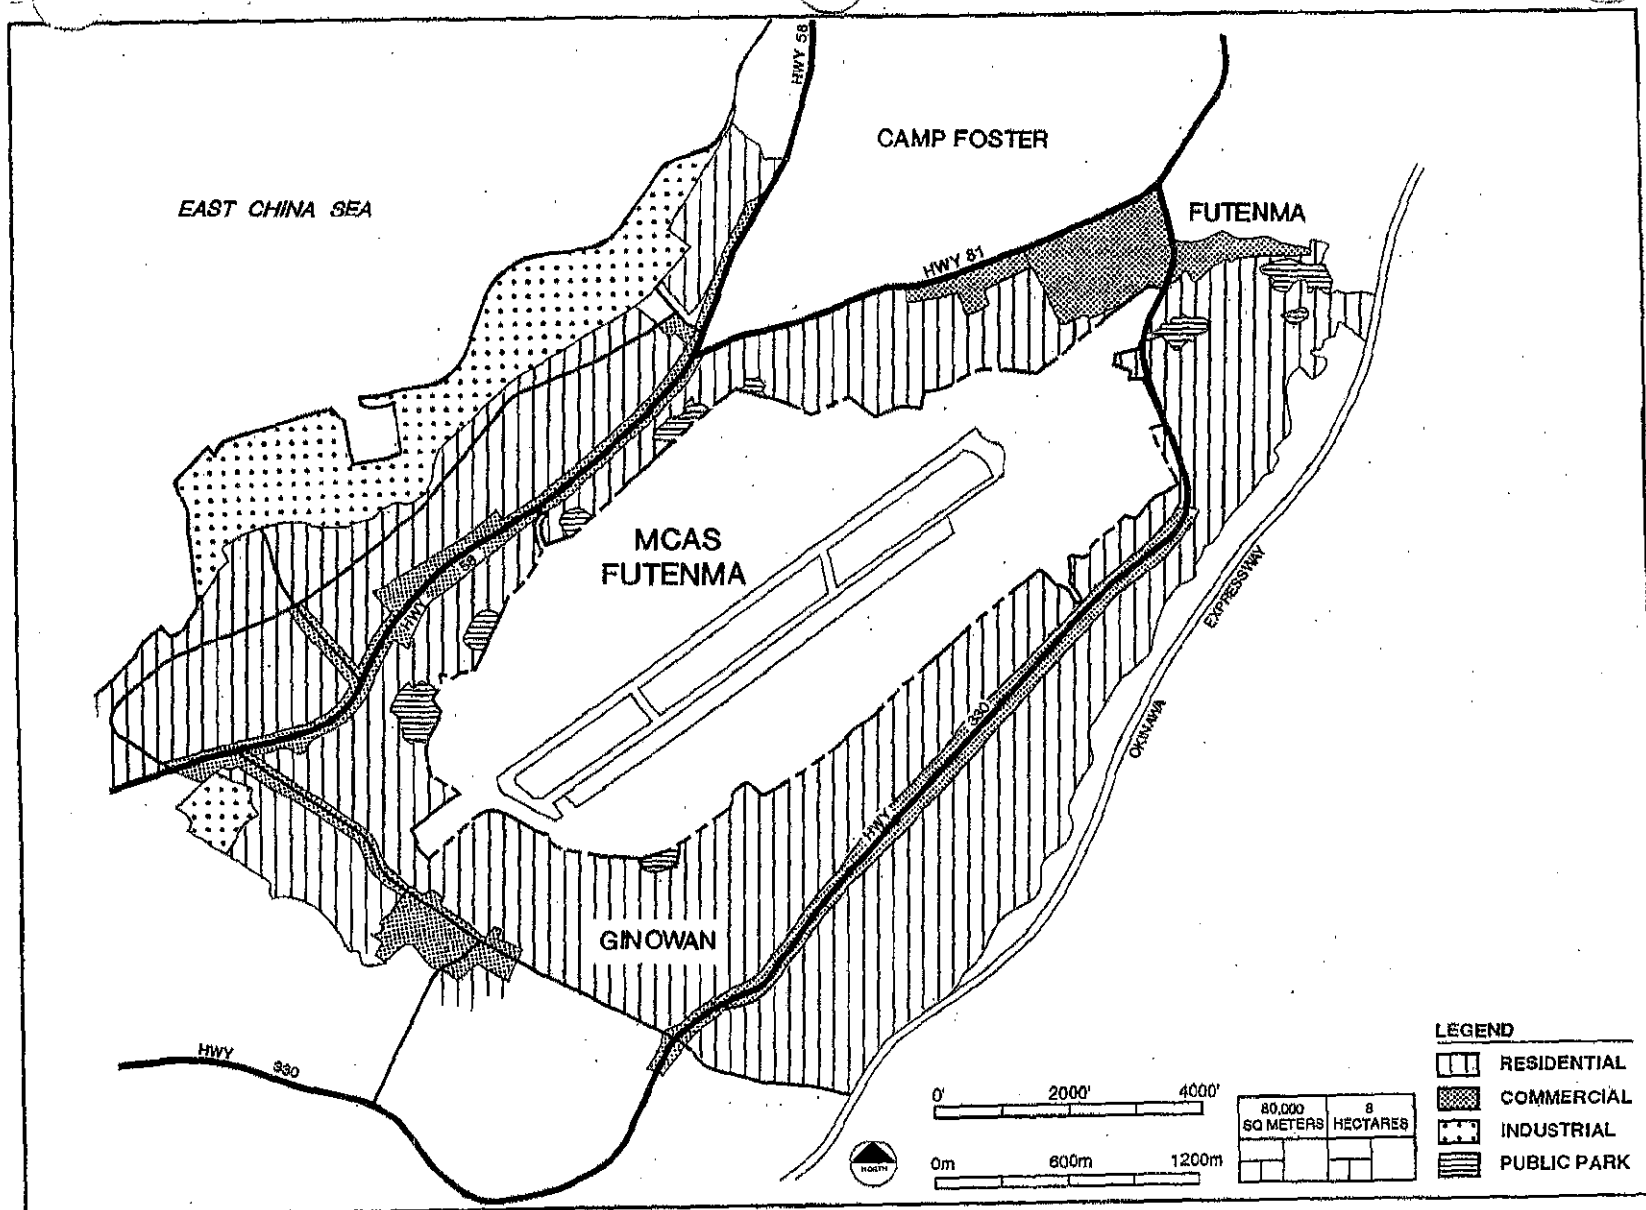 HWY 58
CAMP FOSTER
EAST CHINA SEA
FUTENMA
HWY 81
MCAS
FUTENMA
HWY 58
EXPRESSWAY
OKINAWA
HWY 330
GINOWAN
HWY 330
LEGEND
RESIDENTIAL
COMMERCIAL
INDUSTRIAL
PUBLIC PARK
0' 2000' 4000'
0m 600m 1200m
80,000
SQ METERS
8
HECTARES
NORTH